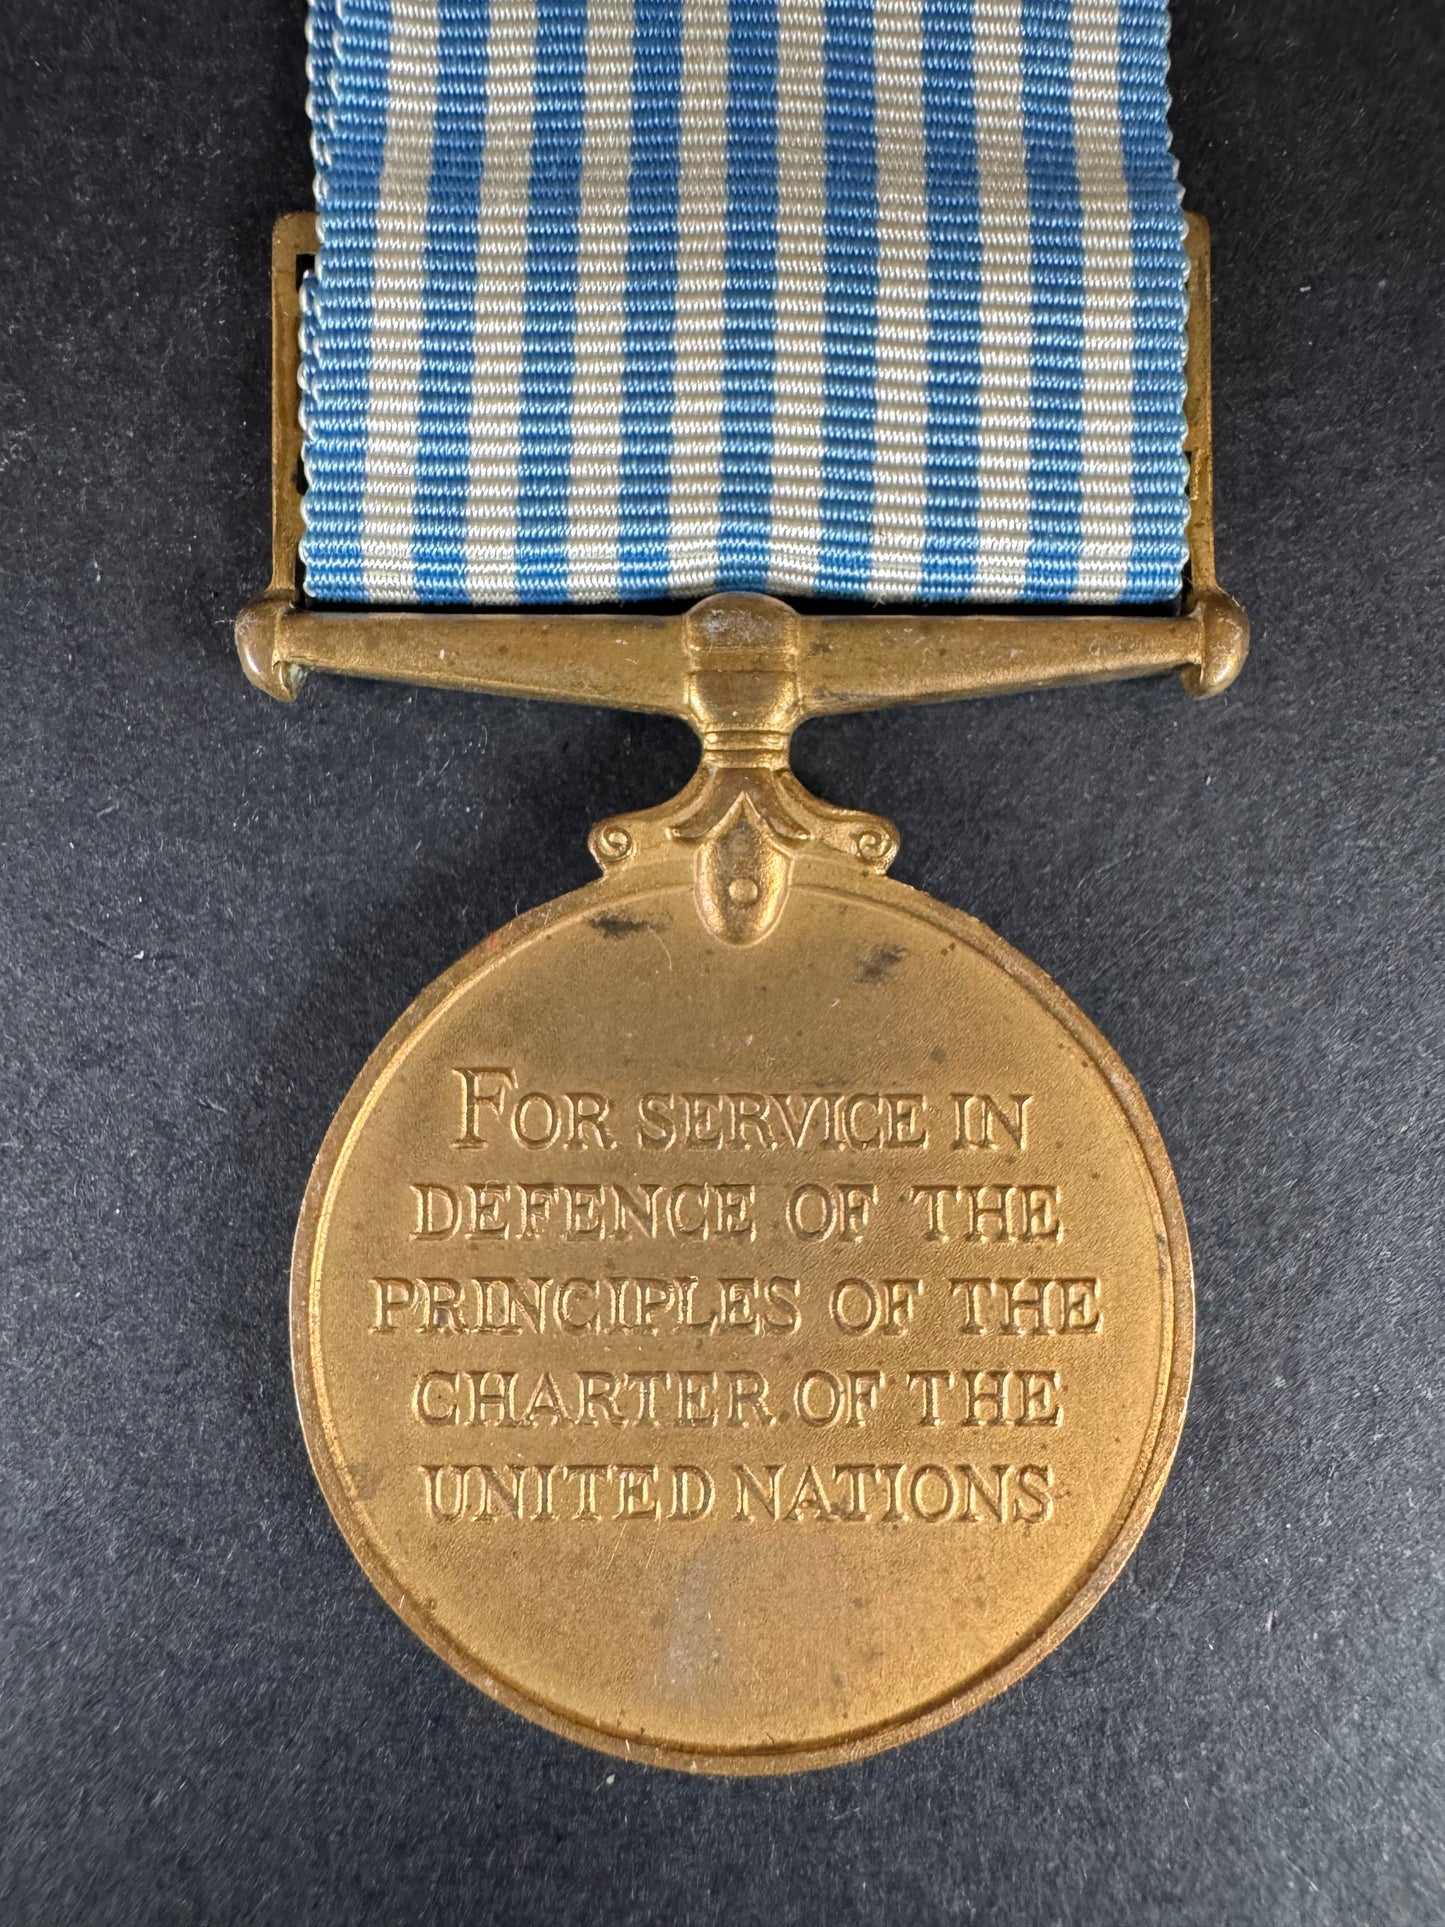 FOR SERVICE IN
DEFENCE OF THE
PRINCIPLES OF THE
CHARTER OF THE
UNITED NATIONS